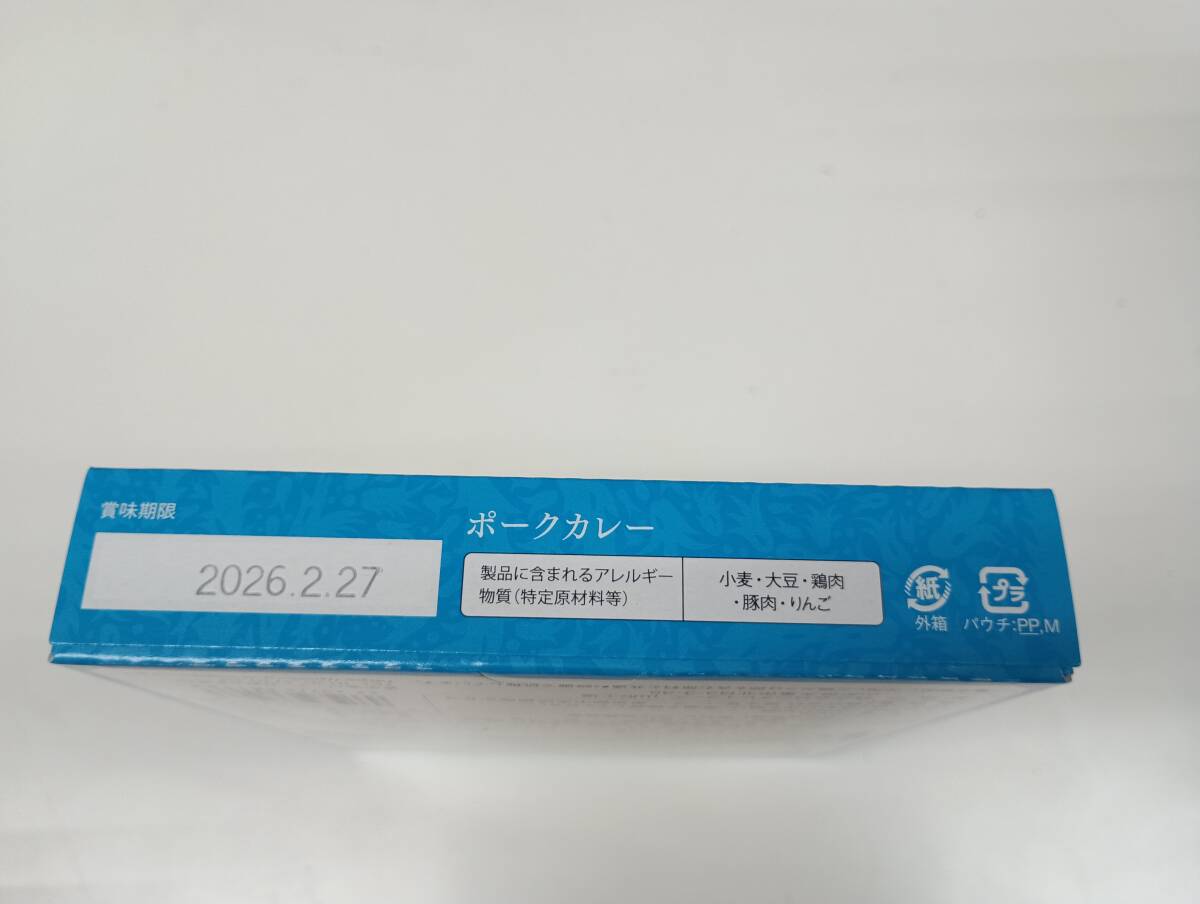 賞味期限
2026.2.27
ポークカレー
製品に含まれるアレルギー
物質(特定原材料等)
小麦・大豆・鶏肉
・豚肉・りんご
紙
外箱
プラ
パウチ:PP,M